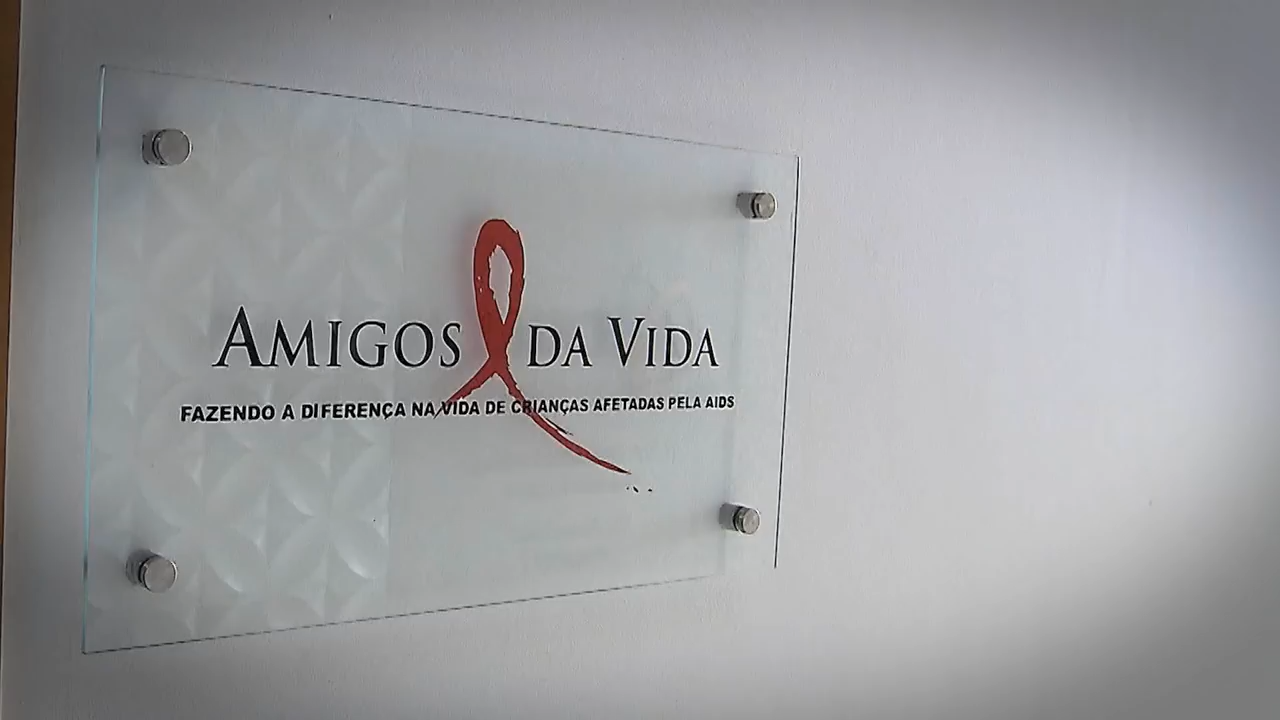 AMIGOS DA VIDA
FAZENDO A DIFERENÇA NA VIDA DE CRIANÇAS AFETADAS PELA AIDS